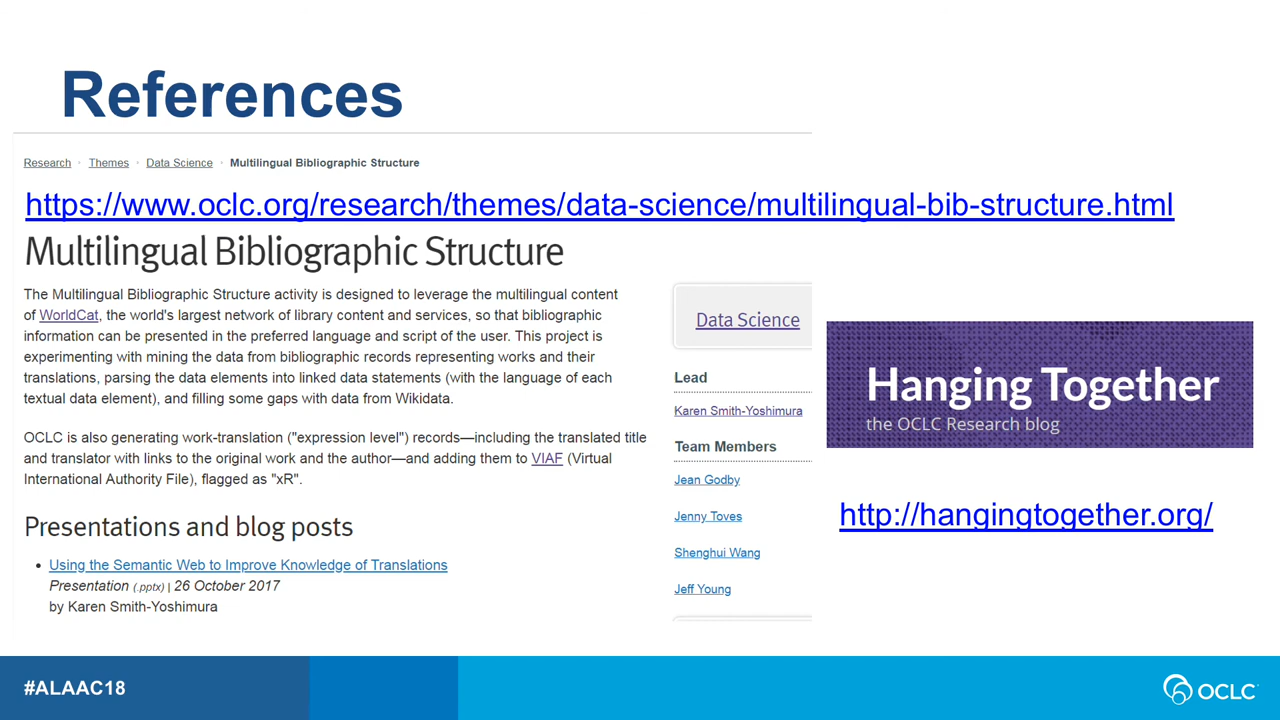 References
Research · Themes · Data Science · Multilingual Bibliographic Structure
https://www.oclc.org/research/themes/data-science/multilingual-bib-structure.html
Multilingual Bibliographic Structure
The Multilingual Bibliographic Structure activity is designed to leverage the multilingual content
of WorldCat, the world's largest network of library content and services, so that bibliographic
information can be presented in the preferred language and script of the user. This project is
experimenting with mining the data from bibliographic records representing works and their
translations, parsing the data elements into linked data statements (with the language of each
textual data element), and filling some gaps with data from Wikidata.
OCLC is also generating work-translation ("expression level") records—including the translated title
and translator with links to the original work and the author—and adding them to VIAF (Virtual
International Authority File), flagged as "xR".
Presentations and blog posts
• Using the Semantic Web to Improve Knowledge of Translations
Presentation (.pptx) | 26 October 2017
by Karen Smith-Yoshimura
Data Science
Lead
Karen Smith-Yoshimura
Team Members
Jean Godby
Jenny Toves
Shenghui Wang
Jeff Young
Hanging Together
the OCLC Research blog
http://hangingtogether.org/
#ALAAC18
OCLC